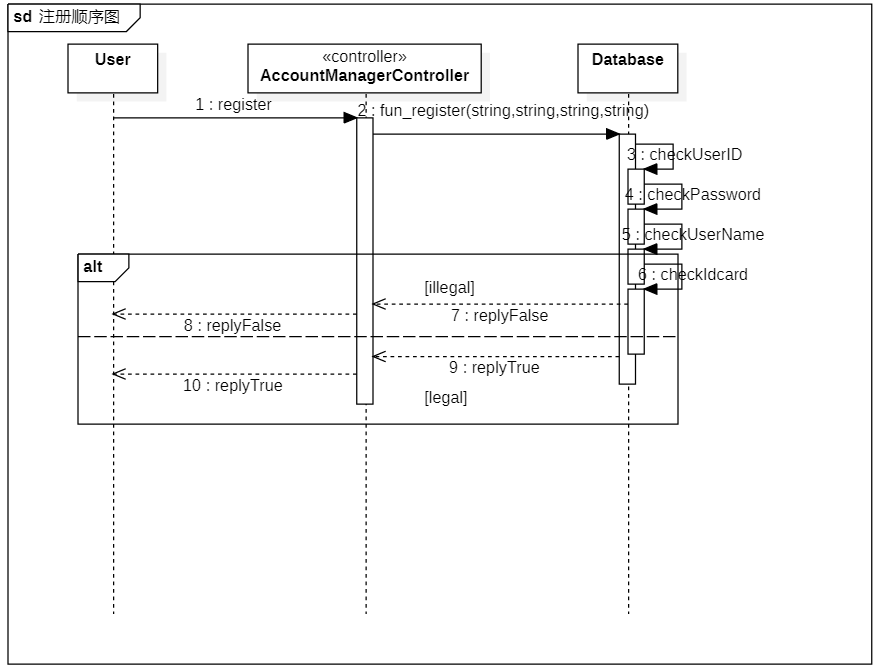 sd 注册顺序图
User
«controller»
AccountManagerController
Database
1 : register
2 : fun_register(string,string,string,string)
3 : checkUserID
4 : checkPassword
5 : checkUserName
alt
6 : checkIdcard
[illegal]
7 : replyFalse
8 : replyFalse
9 : replyTrue
10 : replyTrue
[legal]